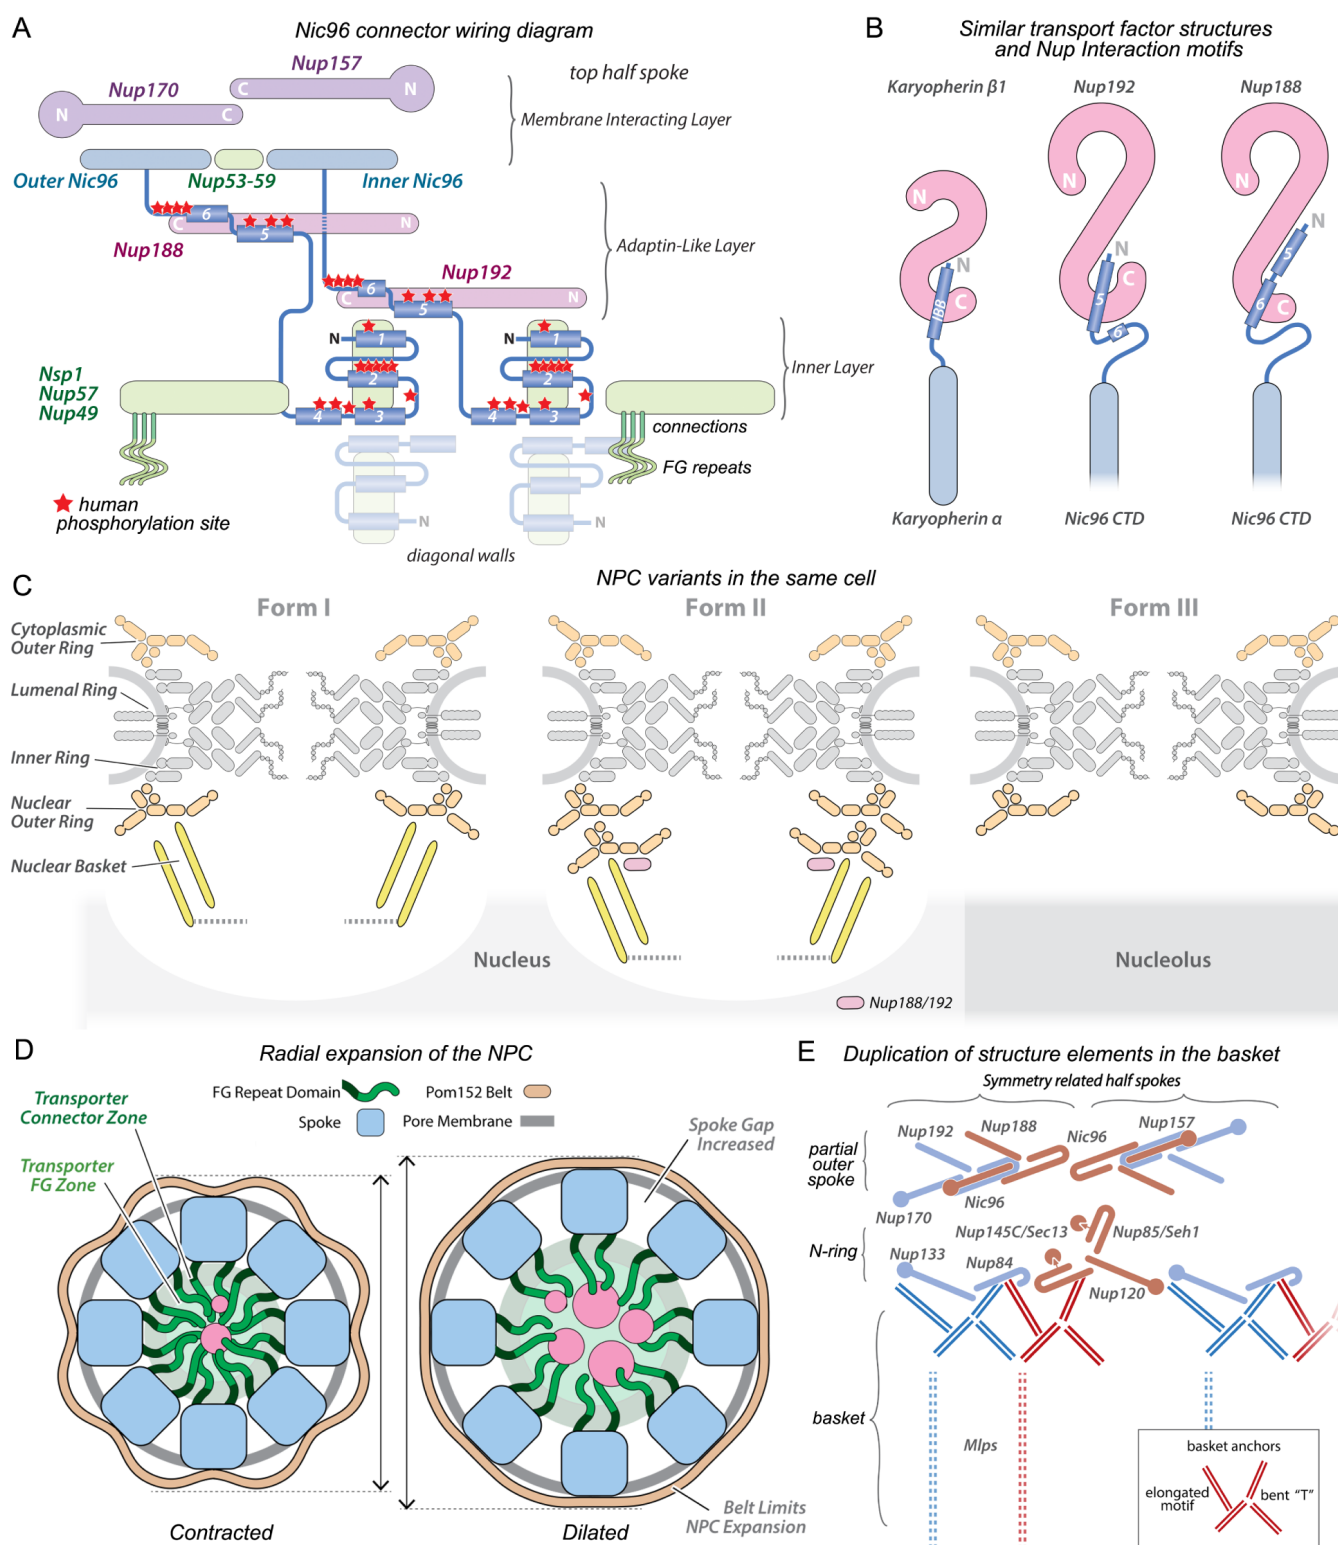 A
Nic96 connector wiring diagram
Nup157
top half spoke
Nup170
C
N
N
C
Membrane Interacting Layer
Outer Nic96
Nup53-59
Inner Nic96
6
C
N
5
Nup188
Adaptin-Like Layer
Nup192
6
C
N
5
N
1
N
1
Inner Layer
Nsp1
Nup57
Nup49
2
2
4
3
4
3
connections
FG repeats
human
phosphorylation site
N
N
diagonal walls
B
Similar transport factor structures
and Nup Interaction motifs
Karyopherin β1
Nup192
Nup188
N
N
N
N
N
N
5
C
C
IBB
5
6
C
6
Karyopherin α
Nic96 CTD
Nic96 CTD
C
NPC variants in the same cell
Form I
Form II
Form III
Cytoplasmic
Outer Ring
Lumenal Ring
Inner Ring
Nuclear
Outer Ring
Nuclear Basket
Nucleus
Nucleolus
Nup188/192
D
Radial expansion of the NPC
FG Repeat Domain
Pom152 Belt
Spoke
Pore Membrane
Transporter
Connector Zone
Transporter
FG Zone
Spoke Gap
Increased
Belt Limits
NPC Expansion
Contracted
Dilated
E
Duplication of structure elements in the basket
Symmetry related half spokes
Nup192
Nup188
Nic96
Nup157
partial
outer
spoke
Nic96
Nup170
Nup145C/Sec13
Nup85/Seh1
N-ring
Nup133
Nup84
Nup120
basket
Mlps
basket anchors
elongated
motif
bent “T”